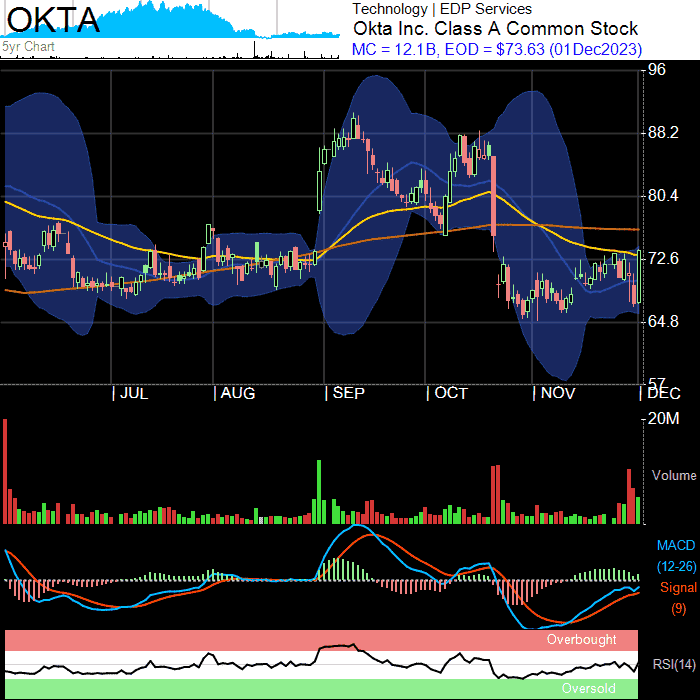 OKTA
5yr Chart
Technology | EDP Services
Okta Inc. Class A Common Stock
MC = 12.1B, EOD = $73.63 (01Dec2023)
96
88.2
80.4
72.6
64.8
57
JUL
AUG
SEP
OCT
NOV
DEC
20M
Volume
MACD
(12-26)
Signal
(9)
Overbought
RSI(14)
Oversold